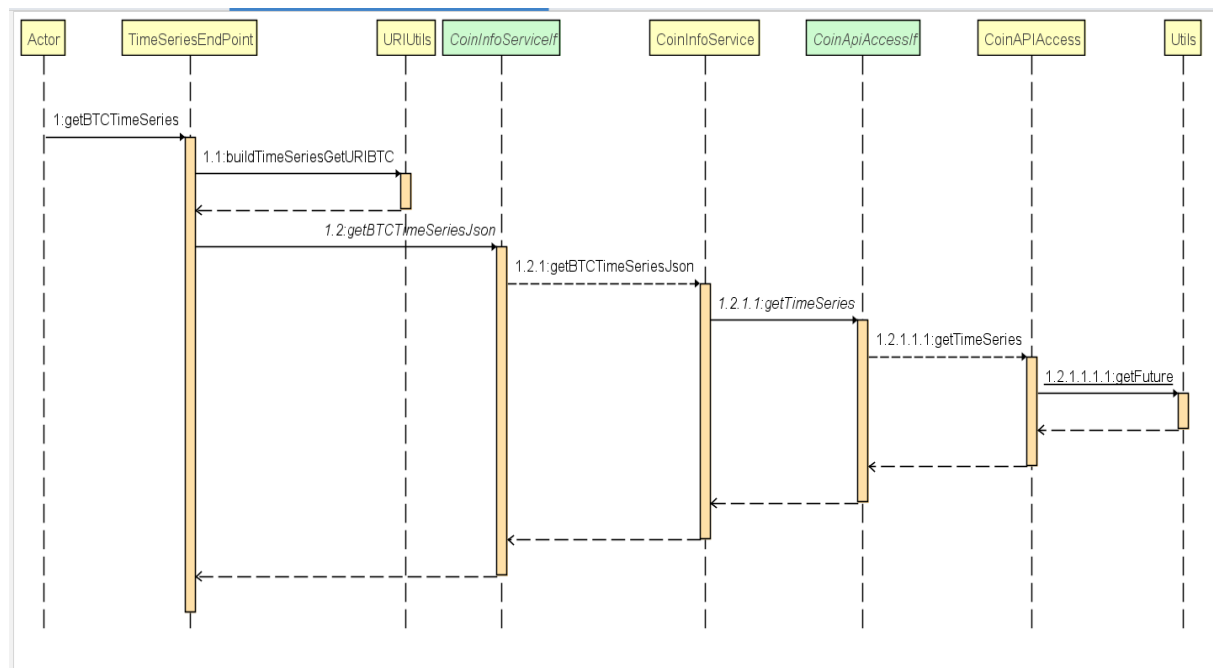 Actor
TimeSeriesEndPoint
URIUtils
CoinInfoServiceIf
CoinInfoService
CoinApiAccessIf
CoinAPIAccess
Utils
1:getBTCTimeSeries
1.1:buildTimeSeriesGetURIBTC
1.2:getBTCTimeSeriesJson
1.2.1:getBTCTimeSeriesJson
1.2.1.1:getTimeSeries
1.2.1.1.1:getTimeSeries
1.2.1.1.1.1:getFuture